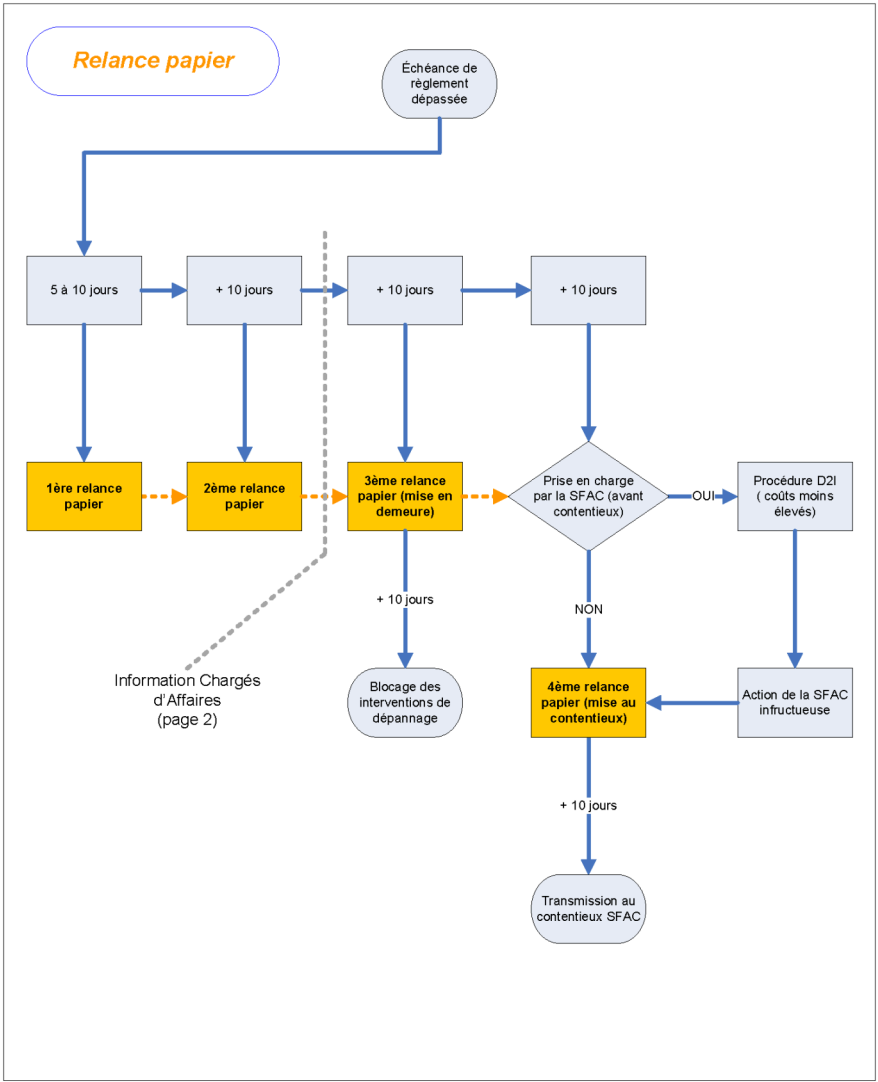 Relance papier
Échéance de
règlement
dépassée
5 à 10 jours
+ 10 jours
+ 10 jours
+ 10 jours
1ère relance
papier
2ème relance
papier
3ème relance
papier (mise en
demeure)
Prise en charge
par la SFAC (avant
contentieux)
OUI
Procédure D2I
( coûts moins
élevés)
+ 10 jours
NON
Information Chargés
d'Affaires
(page 2)
Blocage des
interventions de
dépannage
4ème relance
papier (mise au
contentieux)
Action de la SFAC
infructueuse
+ 10 jours
Transmission au
contentieux SFAC